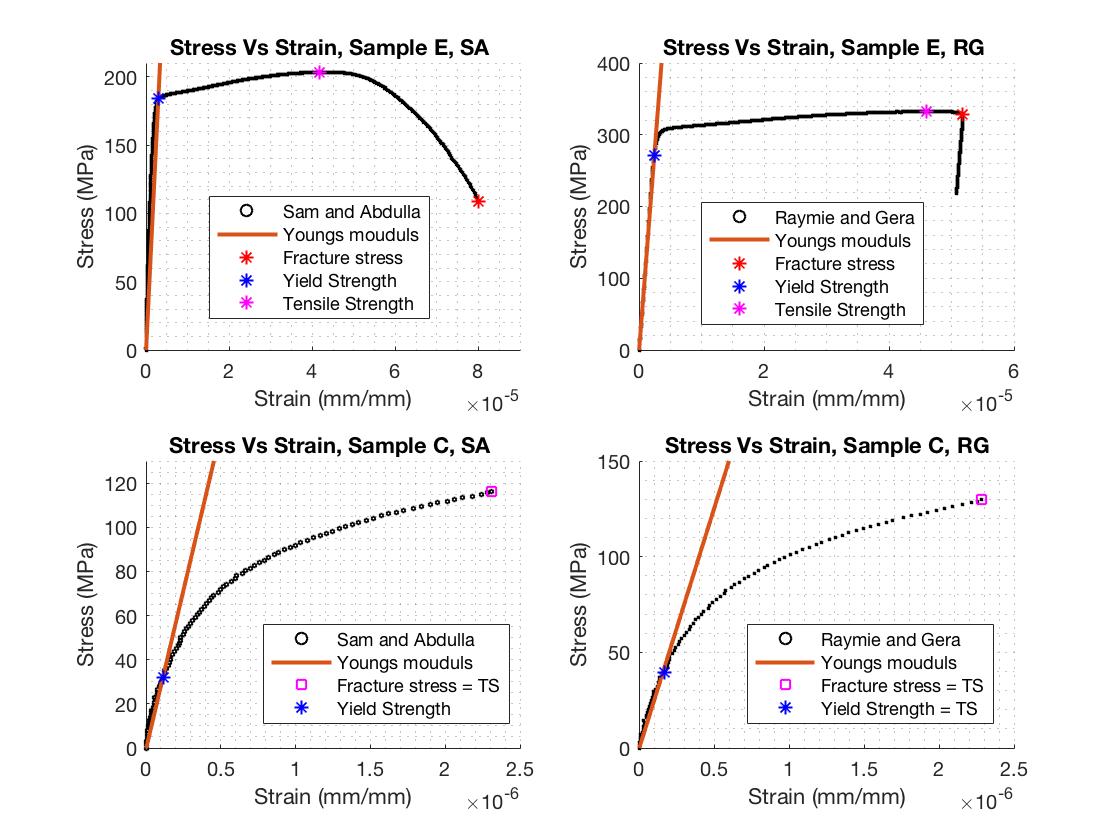 Stress Vs Strain, Sample E, SA
200
150
100
50
0
Stress (MPa)
Sam and Abdulla
Youngs mouduls
Fracture stress
Yield Strength
Tensile Strength
0 2 4 6 8
Strain (mm/mm)
×10-5
Stress Vs Strain, Sample E, RG
400
300
200
100
0
Stress (MPa)
Raymie and Gera
Youngs mouduls
Fracture stress
Yield Strength
Tensile Strength
0 2 4 6
Strain (mm/mm)
×10-5
Stress Vs Strain, Sample C, SA
120
100
80
60
40
20
0
Stress (MPa)
Sam and Abdulla
Youngs mouduls
Fracture stress = TS
Yield Strength
0 0.5 1 1.5 2 2.5
Strain (mm/mm)
×10-6
Stress Vs Strain, Sample C, RG
150
100
50
0
Stress (MPa)
Raymie and Gera
Youngs mouduls
Fracture stress = TS
Yield Strength = TS
0 0.5 1 1.5 2 2.5
Strain (mm/mm)
×10-6